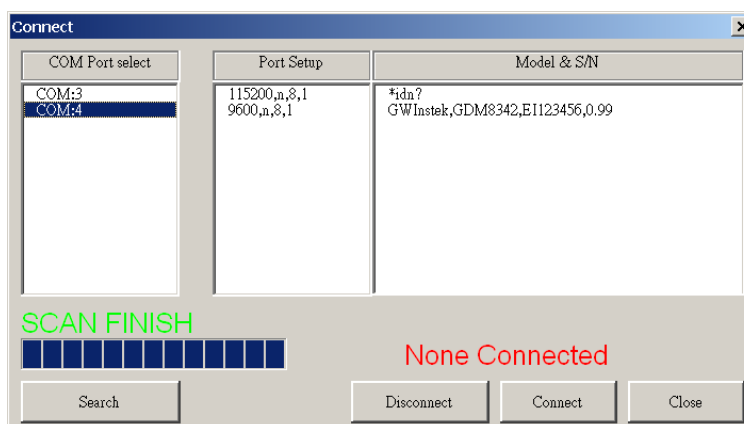 Connect
COM Port select
Port Setup
Model & S/N
COM:3
115200,n,8,1
*idn?
COM:4
9600,n,8,1
GWInstek,GDM8342,EI123456,0.99
SCAN FINISH
None Connected
Search
Disconnect
Connect
Close